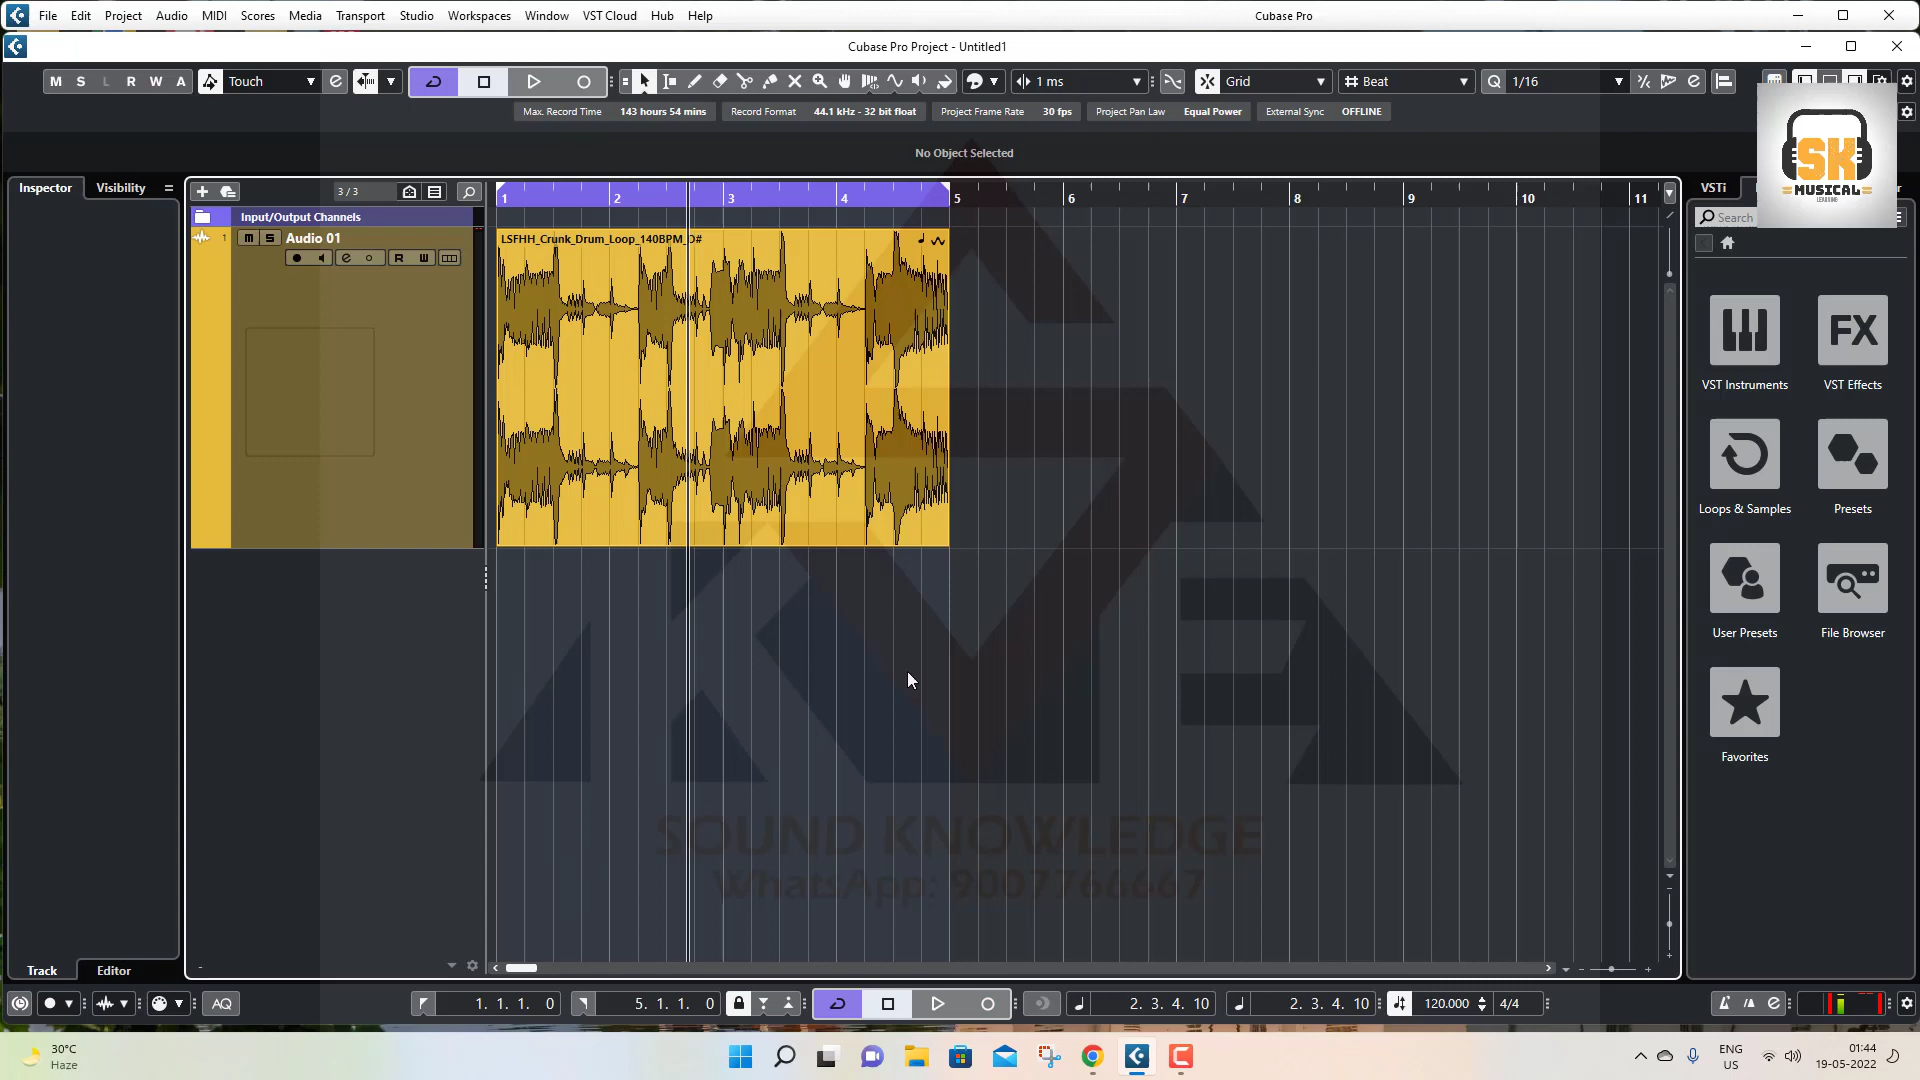 File Edit Project Audio MIDI Scores Media Transport Studio Workspaces Window VST Cloud Hub Help
Cubase Pro
Cubase Pro Project - Untitled1
M S L R W A Touch 1 ms Grid Beat Q 1/16
Max. Record Time 143 hours 54 mins Record Format 44.1 kHz - 32 bit float Project Frame Rate 30 fps Project Pan Law Equal Power External Sync OFFLINE
No Object Selected
Inspector Visibility
3 / 3
1 2 3 4 5 6 7 8 9 10 11
VSTi
SK
MUSICAL
LEARNING
Search
Input/Output Channels
1 m S Audio 01
R W
LSFHH_Crunk_Drum_Loop_140BPM_D#
VST Instruments
FX
VST Effects
Loops & Samples
Presets
User Presets
File Browser
Favorites
SOUND KNOWLEDGE
WhatsApp: 9007766667
Track Editor
AQ
1. 1. 1. 0
5. 1. 1. 0
2. 3. 4. 10
2. 3. 4. 10
120.000
4/4
30°C
Haze
ENG
US
01:44
19-05-2022